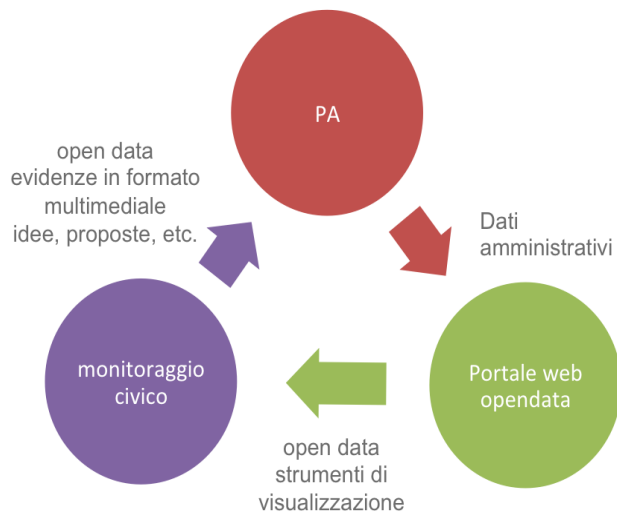 PA
open data
evidenze in formato
multimediale
idee, proposte, etc.
Dati
amministrativi
monitoraggio
civico
Portale web
opendata
open data
strumenti di
visualizzazione